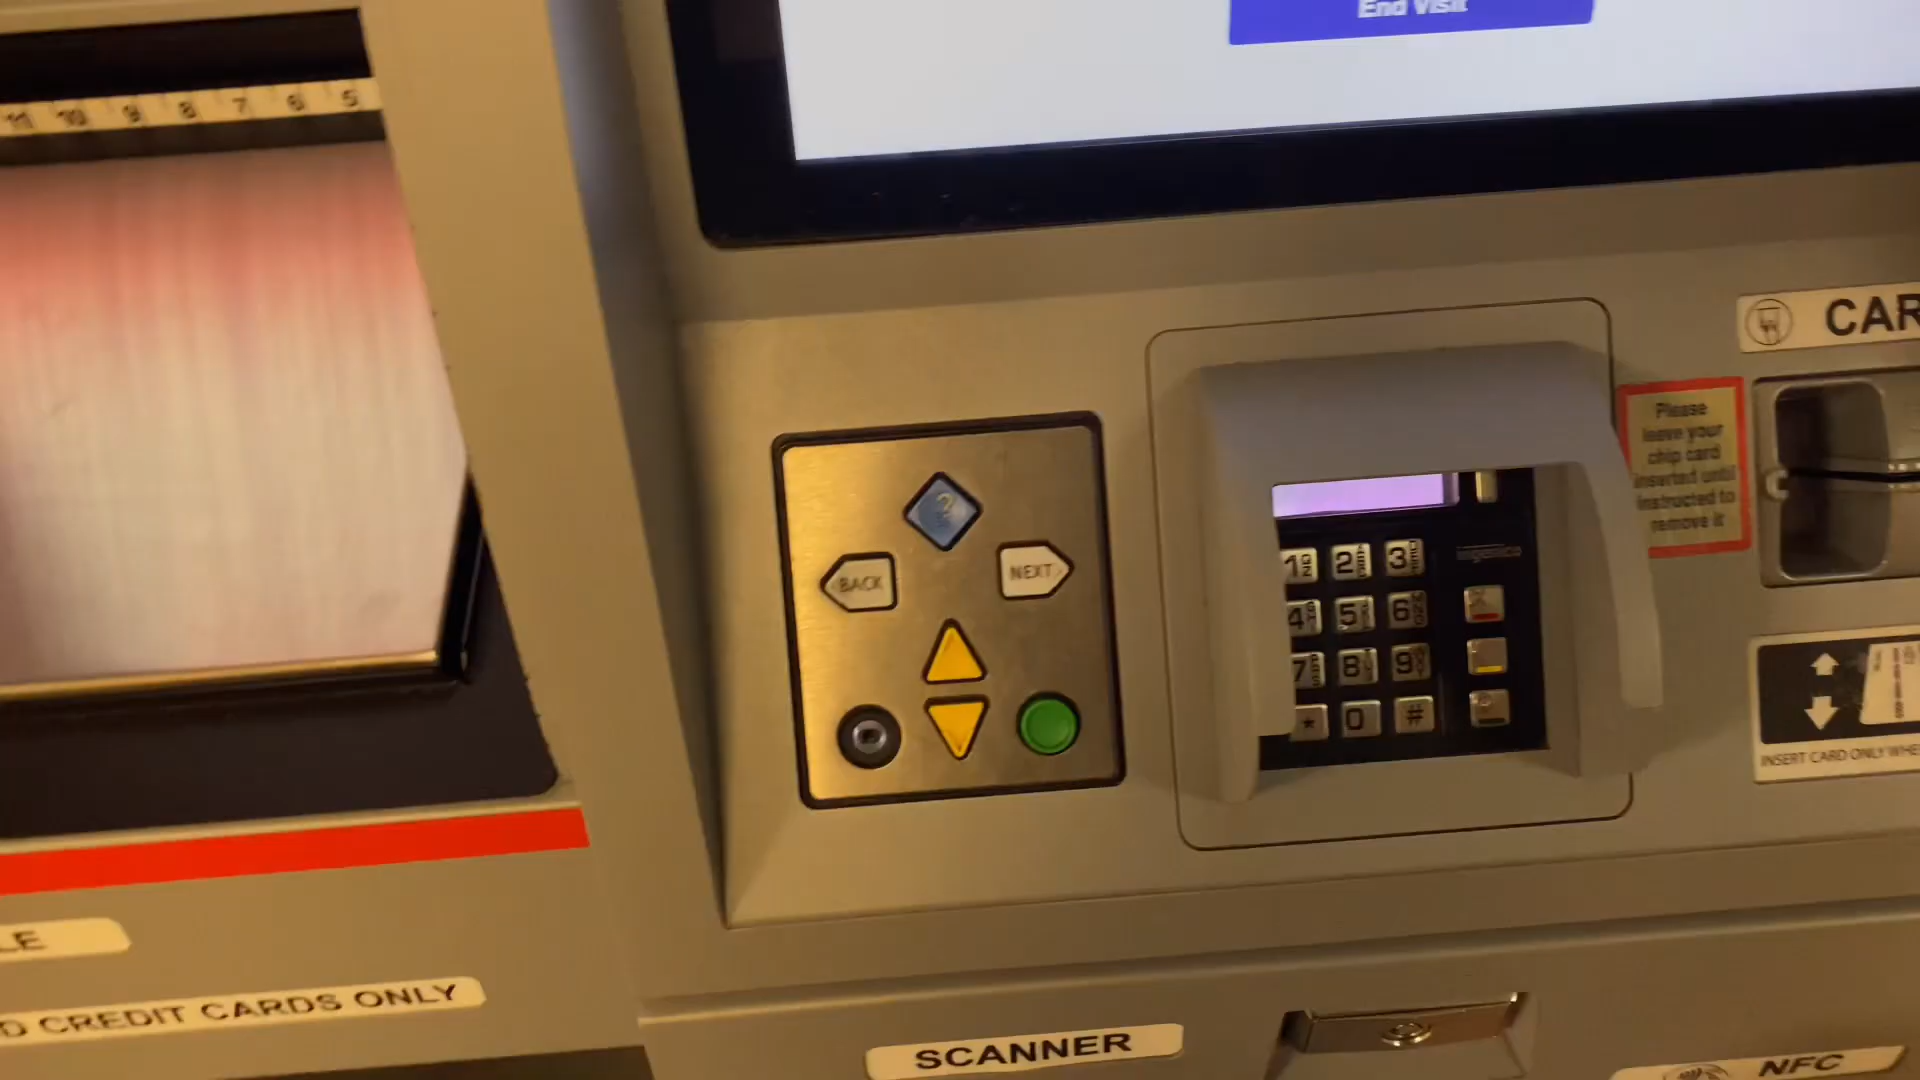 End Visit
11 10 9 8 7 6 5
CAR
Please
leave your
chip card
inserted until
instructed to
remove it
?
BACK
NEXT
1 2 3
ingenico
4 5 6
7 8 9
* 0 #
INSERT CARD ONLY WHE
LE
D CREDIT CARDS ONLY
SCANNER
NFC